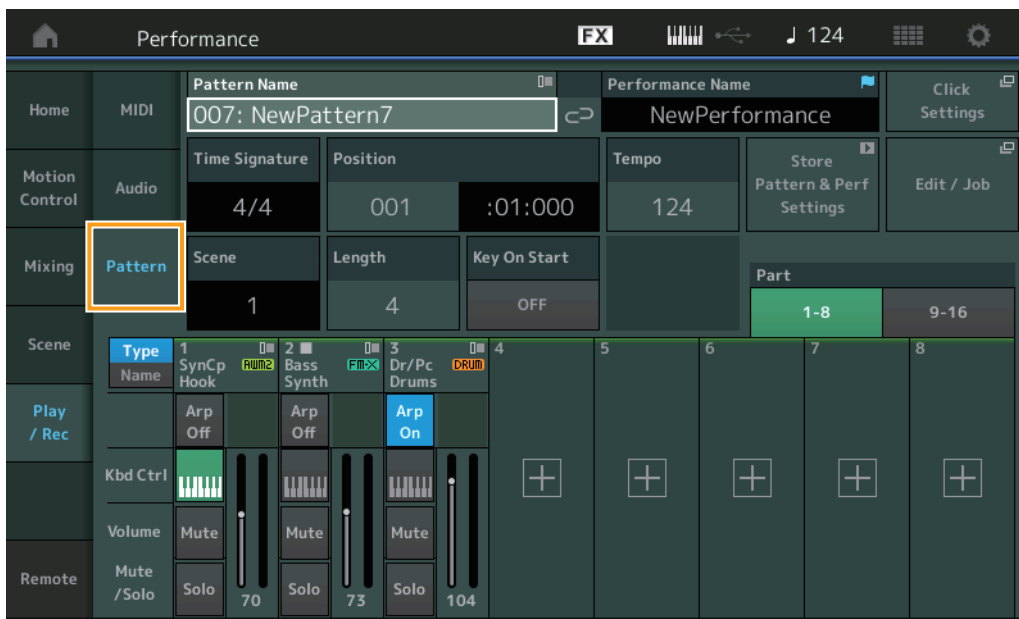 Performance
FX
♩ 124
Home
Motion
Control
Mixing
Scene
Play
/ Rec
Remote
MIDI
Audio
Pattern
Pattern Name
007: NewPattern7
Performance Name
NewPerformance
Click
Settings
Time Signature
4/4
Position
001 :01:000
Tempo
124
Store
Pattern & Perf
Settings
Edit / Job
Scene
1
Length
4
Key On Start
OFF
Part
1-8
9-16
Type
Name
1
SynCp
Hook
AWM2
2
Bass
Synth
FM-X
3
Dr/Pc
Drums
DRUM
4
5
6
7
8
Arp
Off
Arp
Off
Arp
On
Kbd Ctrl
Volume
Mute
Mute
Mute
Mute
/Solo
Solo
70
Solo
73
Solo
104